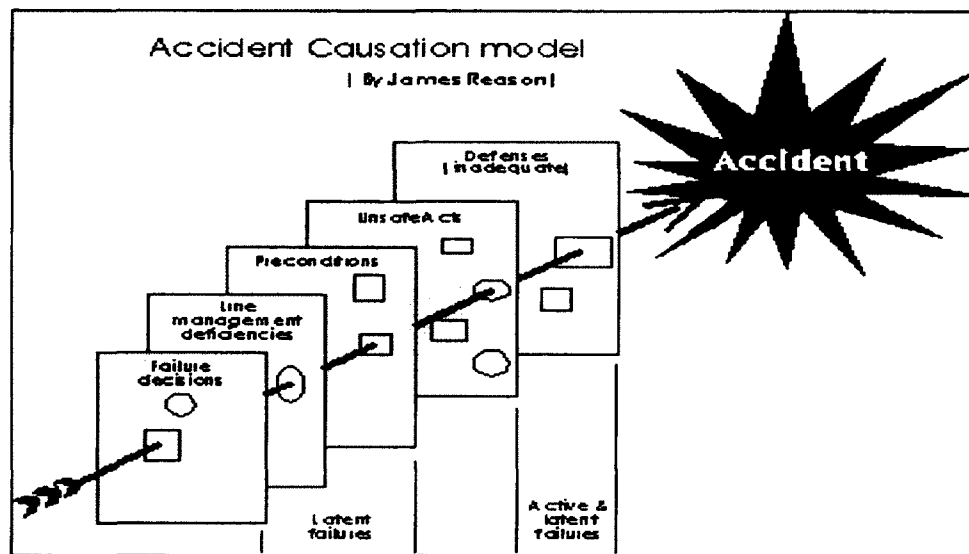 Accident Causation model
| By James Reason|
Accident
Defenses
(inadequate)
Unsafe Acts
Preconditions
Line
management
deficiencies
Failure
decisions
Latent
failures
Active &
latent
failures